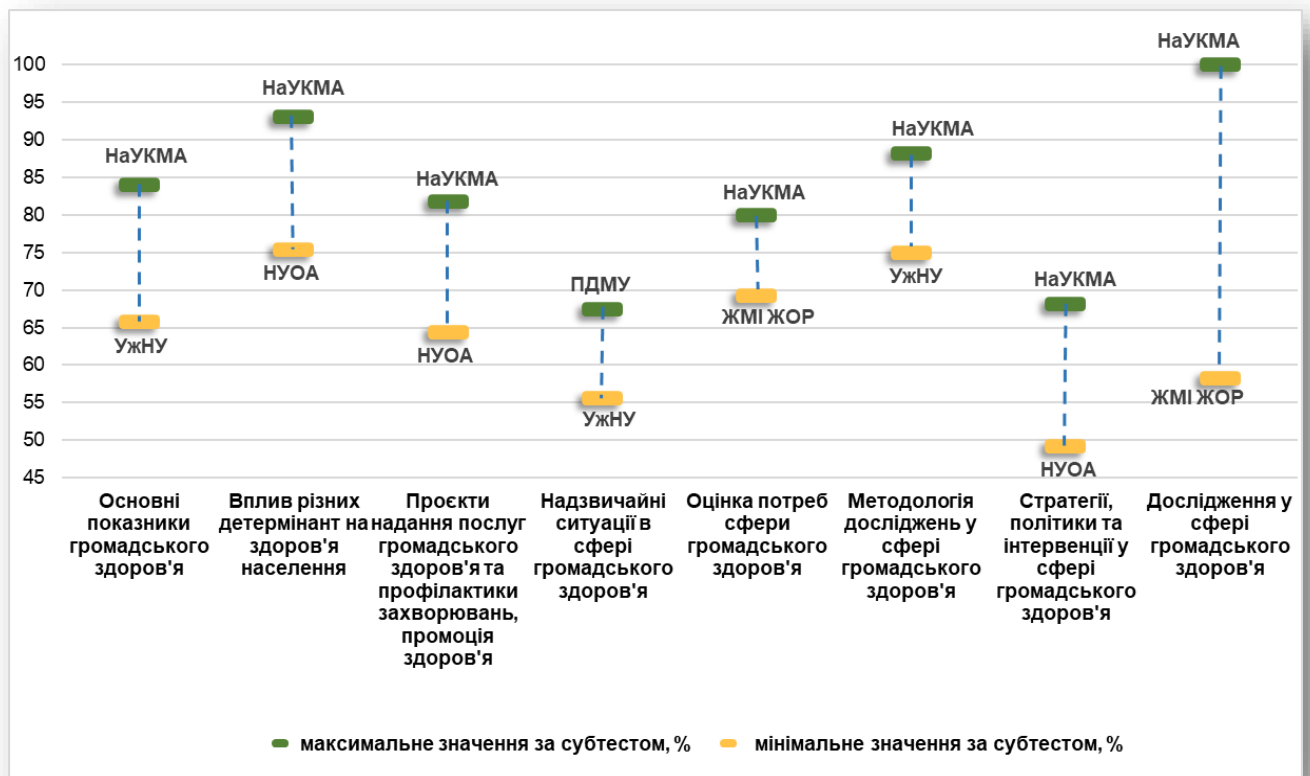 НаУКМА
100
НаУКМА
95
90
НаУКМА
НаУКМА
85
НаУКМА
НаУКМА
80
75
НУОА
УжНУ
70
ПДМУ
НаУКМА
ЖМІ ЖОР
65
УжНУ
НУОА
60
ЖМІ ЖОР
55
УжНУ
50
НУОА
45
Основні
показники
громадського
здоров'я
Вплив різних
детермінант на
здоров'я
населення
Проєкти
надання послуг
громадського
здоров'я та
профілактики
захворювань,
промоція
здоров'я
Надзвичайні
ситуації в
сфері
громадського
здоров'я
Оцінка потреб
сфери
громадського
здоров'я
Методологія
досліджень у
сфері
громадського
здоров'я
Стратегії,
політики та
інтервенції у
сфері
громадського
здоров'я
Дослідження у
сфері
громадського
здоров'я
максимальне значення за субтестом, %
мінімальне значення за субтестом, %